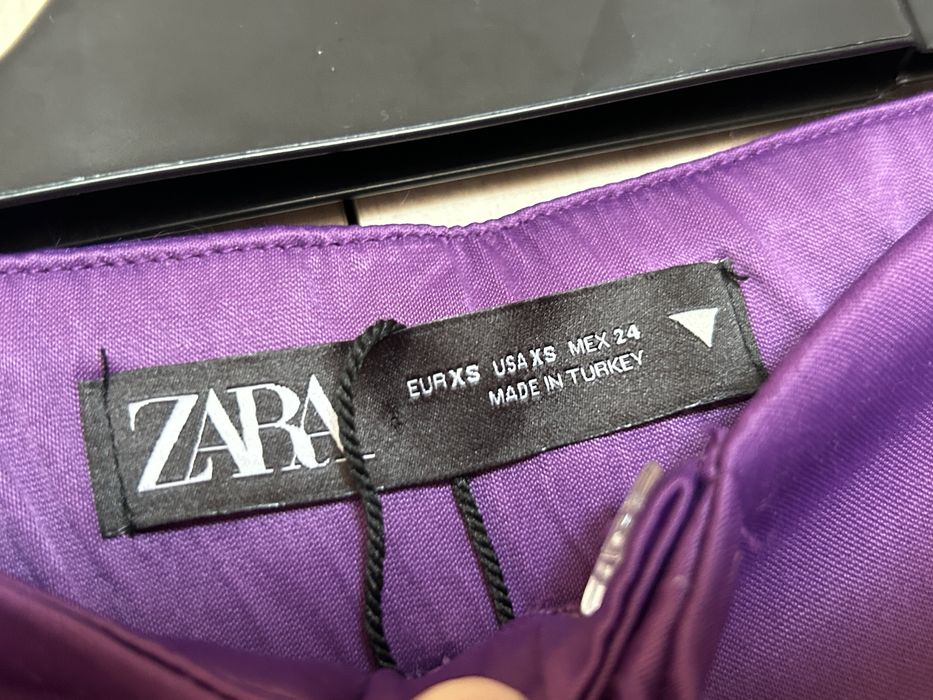 ZARA
EUR XS USA XS MEX 24
MADE IN TURKEY